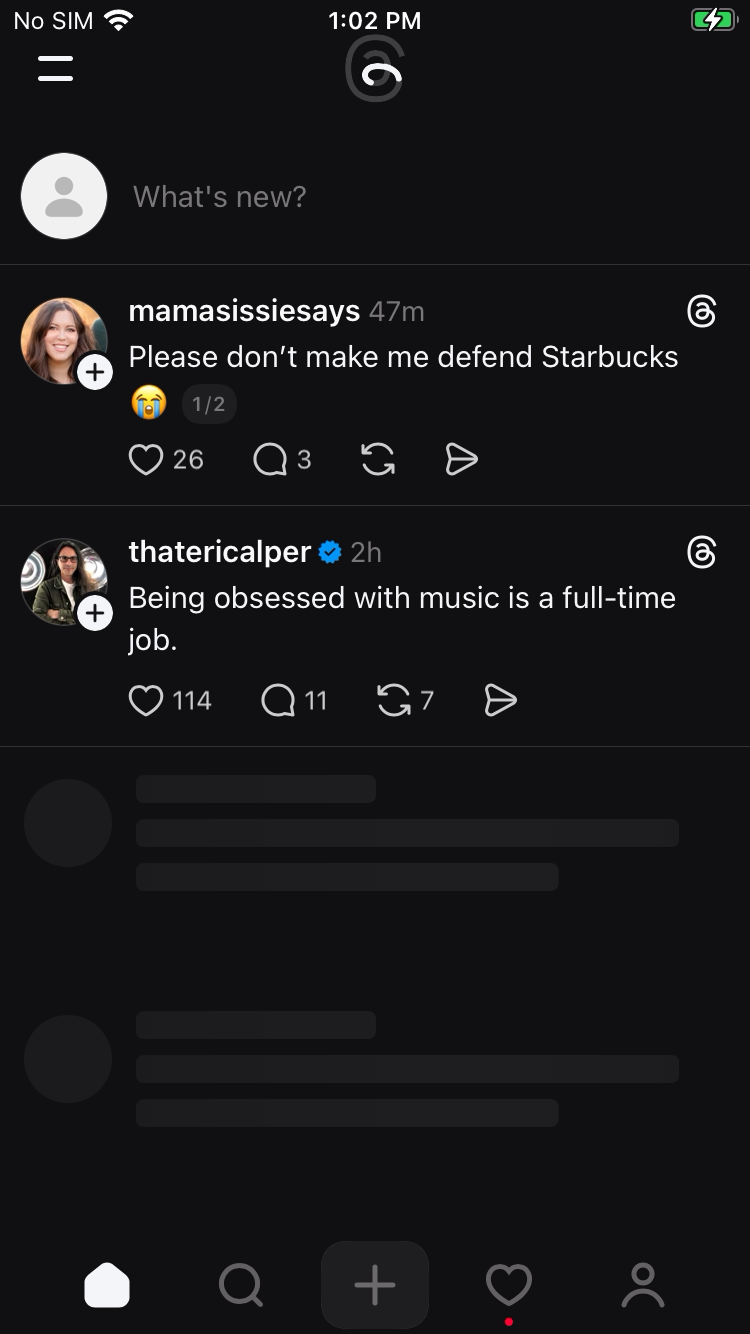 No SIM 1:02 PM
What's new?
mamasissiesays 47m
Please don’t make me defend Starbucks
😭 1/2
26 3
thatericalper 2h
Being obsessed with music is a full-time
job.
114 11 7